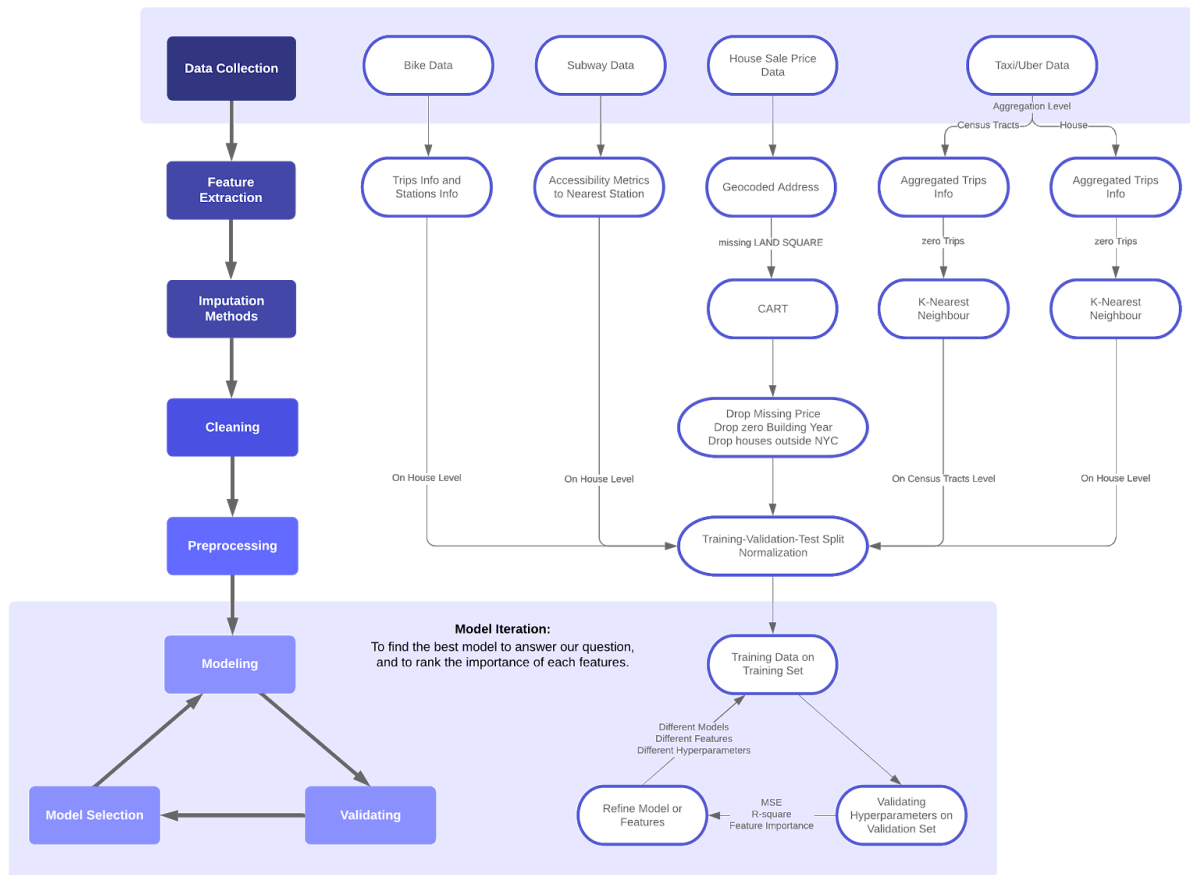 Data Collection
Bike Data
Subway Data
House Sale Price
Data
Taxi/Uber Data
Aggregation Level
Census Tracts
House
Feature
Extraction
Trips Info and
Stations Info
Accessibility Metrics
to Nearest Station
Geocoded Address
Aggregated Trips
Info
Aggregated Trips
Info
missing LAND SQUARE
zero Trips
zero Trips
Imputation
Methods
CART
K-Nearest
Neighbour
K-Nearest
Neighbour
Cleaning
Drop Missing Price
Drop zero Building Year
Drop houses outside NYC
On House Level
On House Level
On Census Tracts Level
On House Level
Preprocessing
Training-Validation-Test Split
Normalization
Model Iteration:
To find the best model to answer our question,
and to rank the importance of each features.
Modeling
Training Data on
Training Set
Different Models
Different Features
Different Hyperparameters
Model Selection
Validating
Refine Model or
Features
MSE
R-square
Feature Importance
Validating
Hyperparameters on
Validation Set